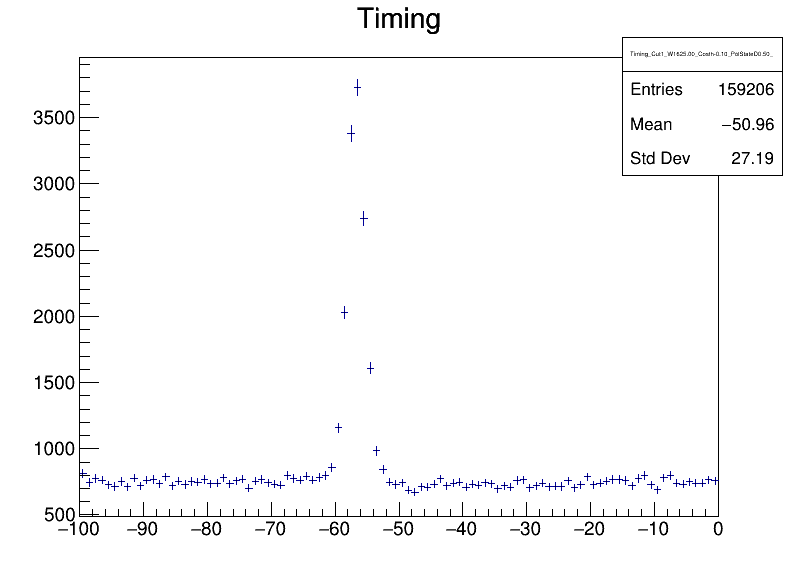 Timing
Timing_Cut1_W1625.00_Costh-0.10_PolStateD0.50_
Entries 159206
Mean −50.96
Std Dev 27.19
3500
3000
2500
2000
1500
1000
500
−100 −90 −80 −70 −60 −50 −40 −30 −20 −10 0